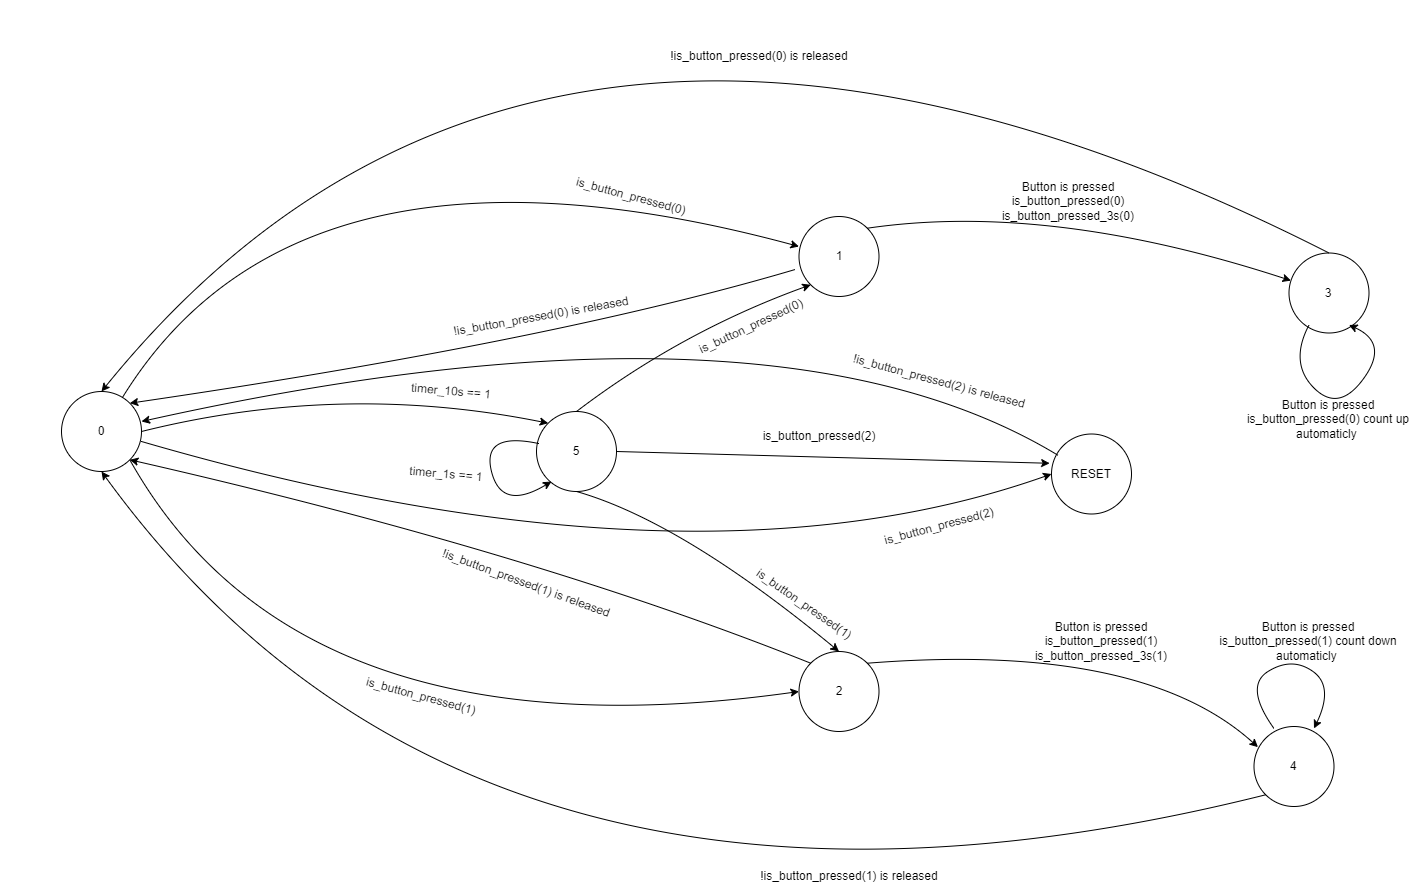 !is_button_pressed(0) is released
is_button_pressed(0)
Button is pressed
is_button_pressed(0)
is_button_pressed_3s(0)
1
3
!is_button_pressed(0) is released
is_button_pressed(0)
!is_button_pressed(2) is released
timer_10s == 1
Button is pressed
is_button_pressed(0) count up
automaticly
0
is_button_pressed(2)
5
timer_1s == 1
RESET
is_button_pressed(2)
!is_button_pressed(1) is released
is_button_pressed(1)
Button is pressed
is_button_pressed(1)
is_button_pressed_3s(1)
Button is pressed
is_button_pressed(1) count down
automaticly
is_button_pressed(1)
2
4
!is_button_pressed(1) is released